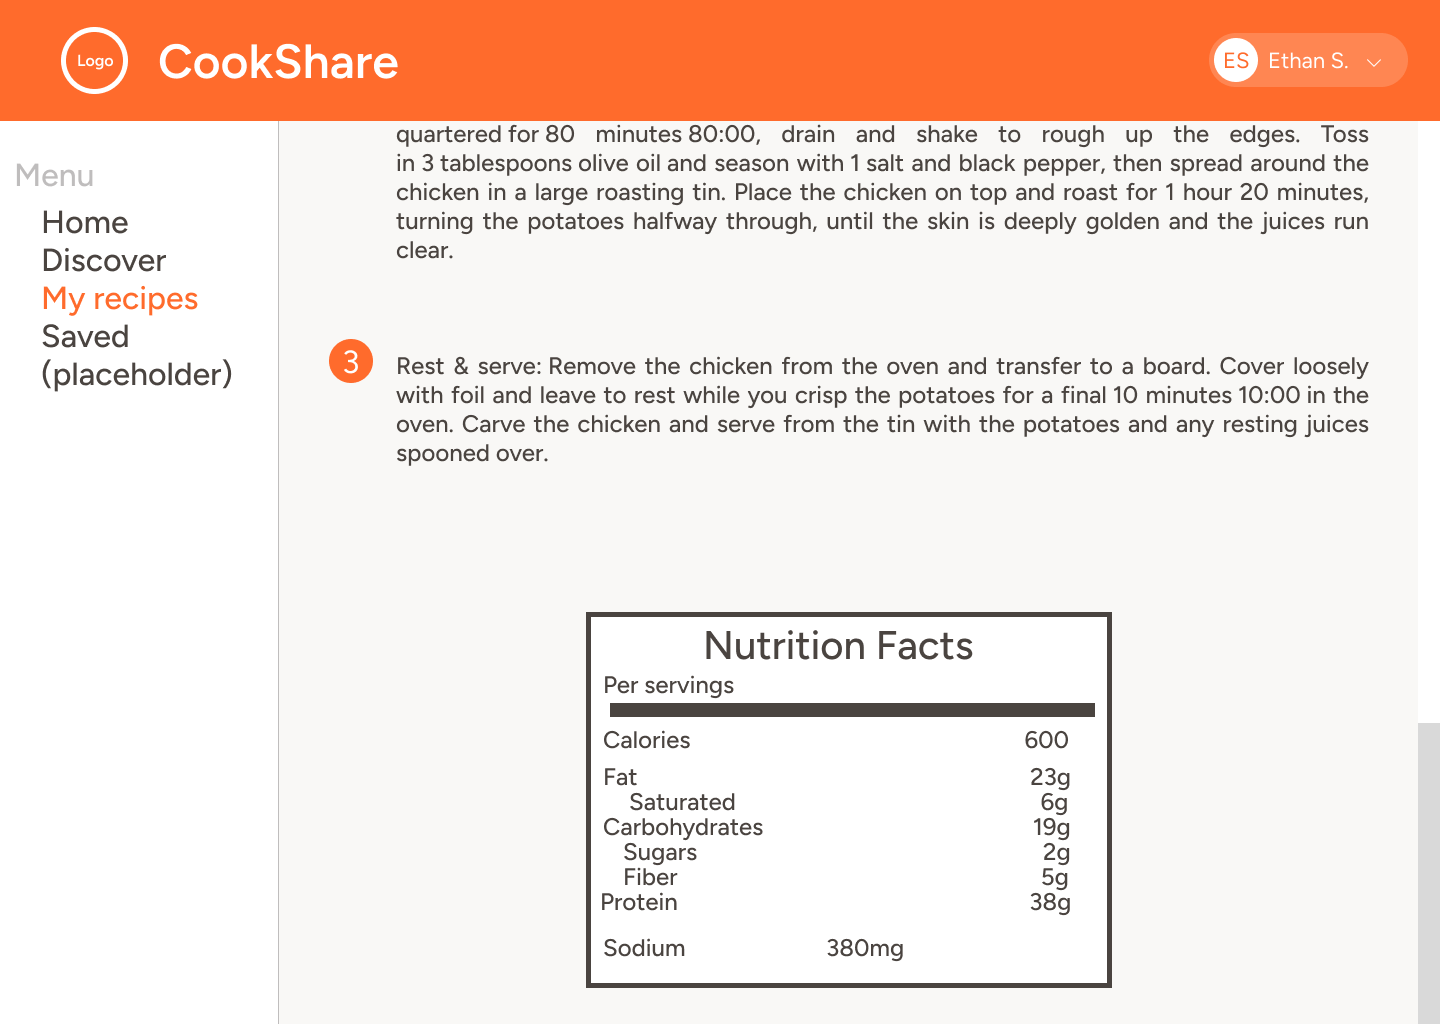 Logo
CookShare
ES
Ethan S.
Menu
Home
Discover
My recipes
Saved
(placeholder)
quartered for 80 minutes 80:00, drain and shake to rough up the edges. Toss
in 3 tablespoons olive oil and season with 1 salt and black pepper, then spread around the
chicken in a large roasting tin. Place the chicken on top and roast for 1 hour 20 minutes,
turning the potatoes halfway through, until the skin is deeply golden and the juices run
clear.
3
Rest & serve: Remove the chicken from the oven and transfer to a board. Cover loosely
with foil and leave to rest while you crisp the potatoes for a final 10 minutes 10:00 in the
oven. Carve the chicken and serve from the tin with the potatoes and any resting juices
spooned over.
Nutrition Facts
Per servings
Calories 600
Fat 23g
Saturated 6g
Carbohydrates 19g
Sugars 2g
Fiber 5g
Protein 38g
Sodium 380mg